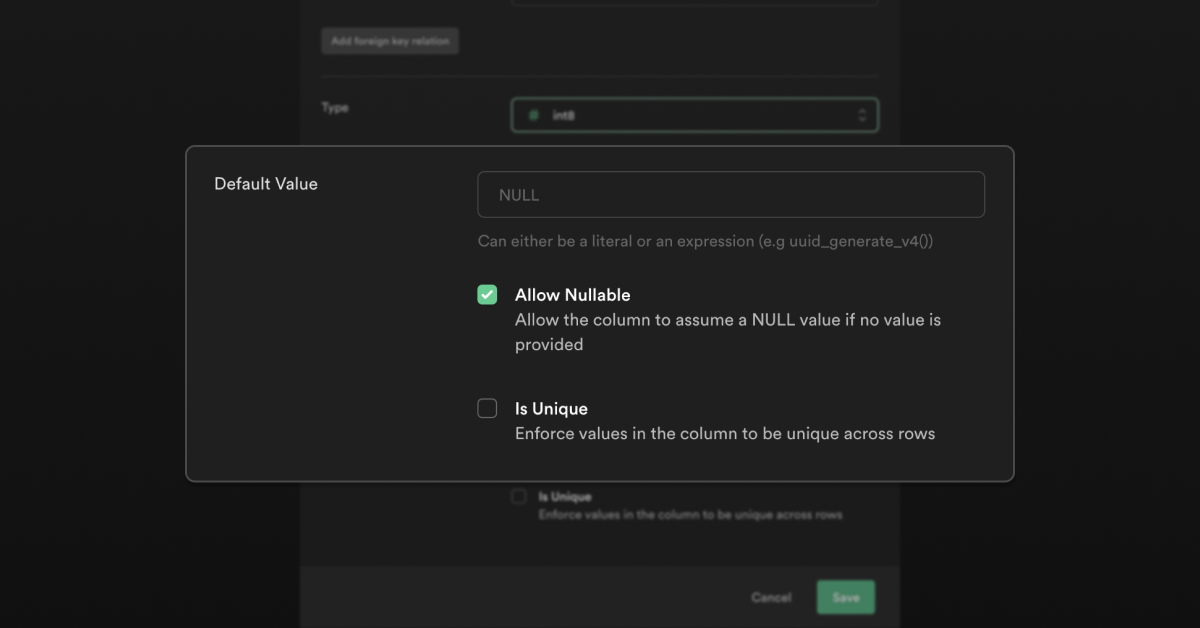 Add foreign key relation
Type
int8
Default Value
NULL
Can either be a literal or an expression (e.g uuid_generate_v4())
Allow Nullable
Allow the column to assume a NULL value if no value is
provided
Is Unique
Enforce values in the column to be unique across rows
Is Unique
Enforce values in the column to be unique across rows
Cancel
Save